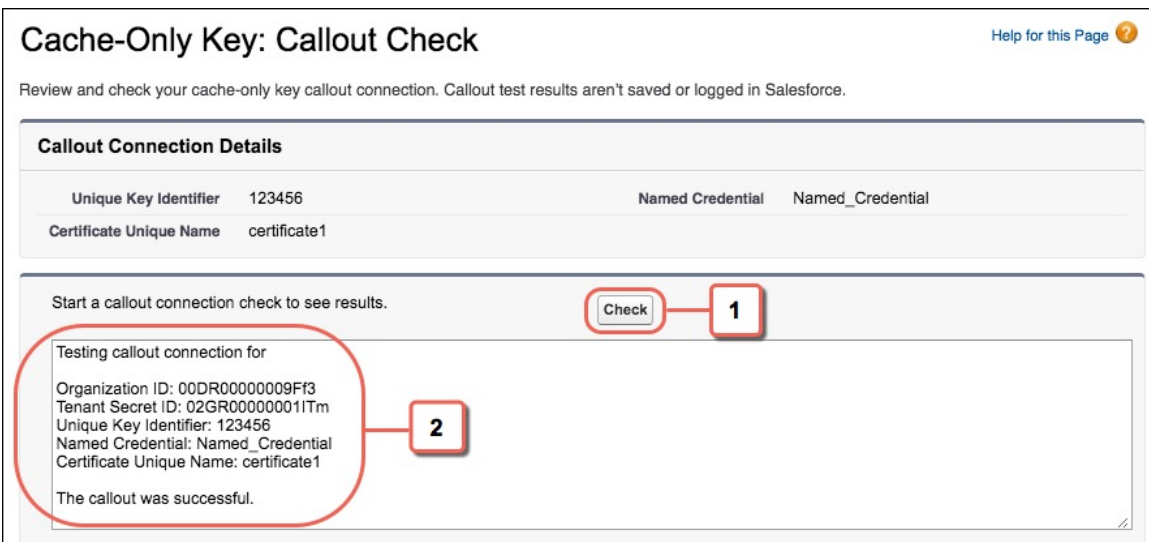 Cache-Only Key: Callout Check
Help for this Page
Review and check your cache-only key callout connection. Callout test results aren't saved or logged in Salesforce.
Callout Connection Details
Unique Key Identifier 123456 Named Credential Named_Credential
Certificate Unique Name certificate1
Start a callout connection check to see results. Check 1
Testing callout connection for
Organization ID: 00DR00000009Ff3
Tenant Secret ID: 02GR00000001ITm
Unique Key Identifier: 123456
Named Credential: Named_Credential
Certificate Unique Name: certificate1
The callout was successful.
2